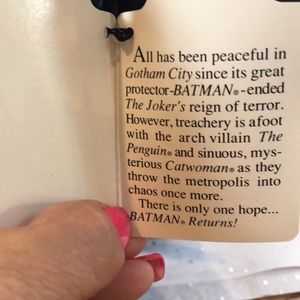 All has been peaceful in
Gotham City since its great
protector-BATMAN®-ended
The Joker's reign of terror.
However, treachery is afoot
with the arch villain The
Penguin® and sinuous, mys-
terious Catwoman® as they
throw the metropolis into
chaos once more.
There is only one hope...
BATMAN® Returns!